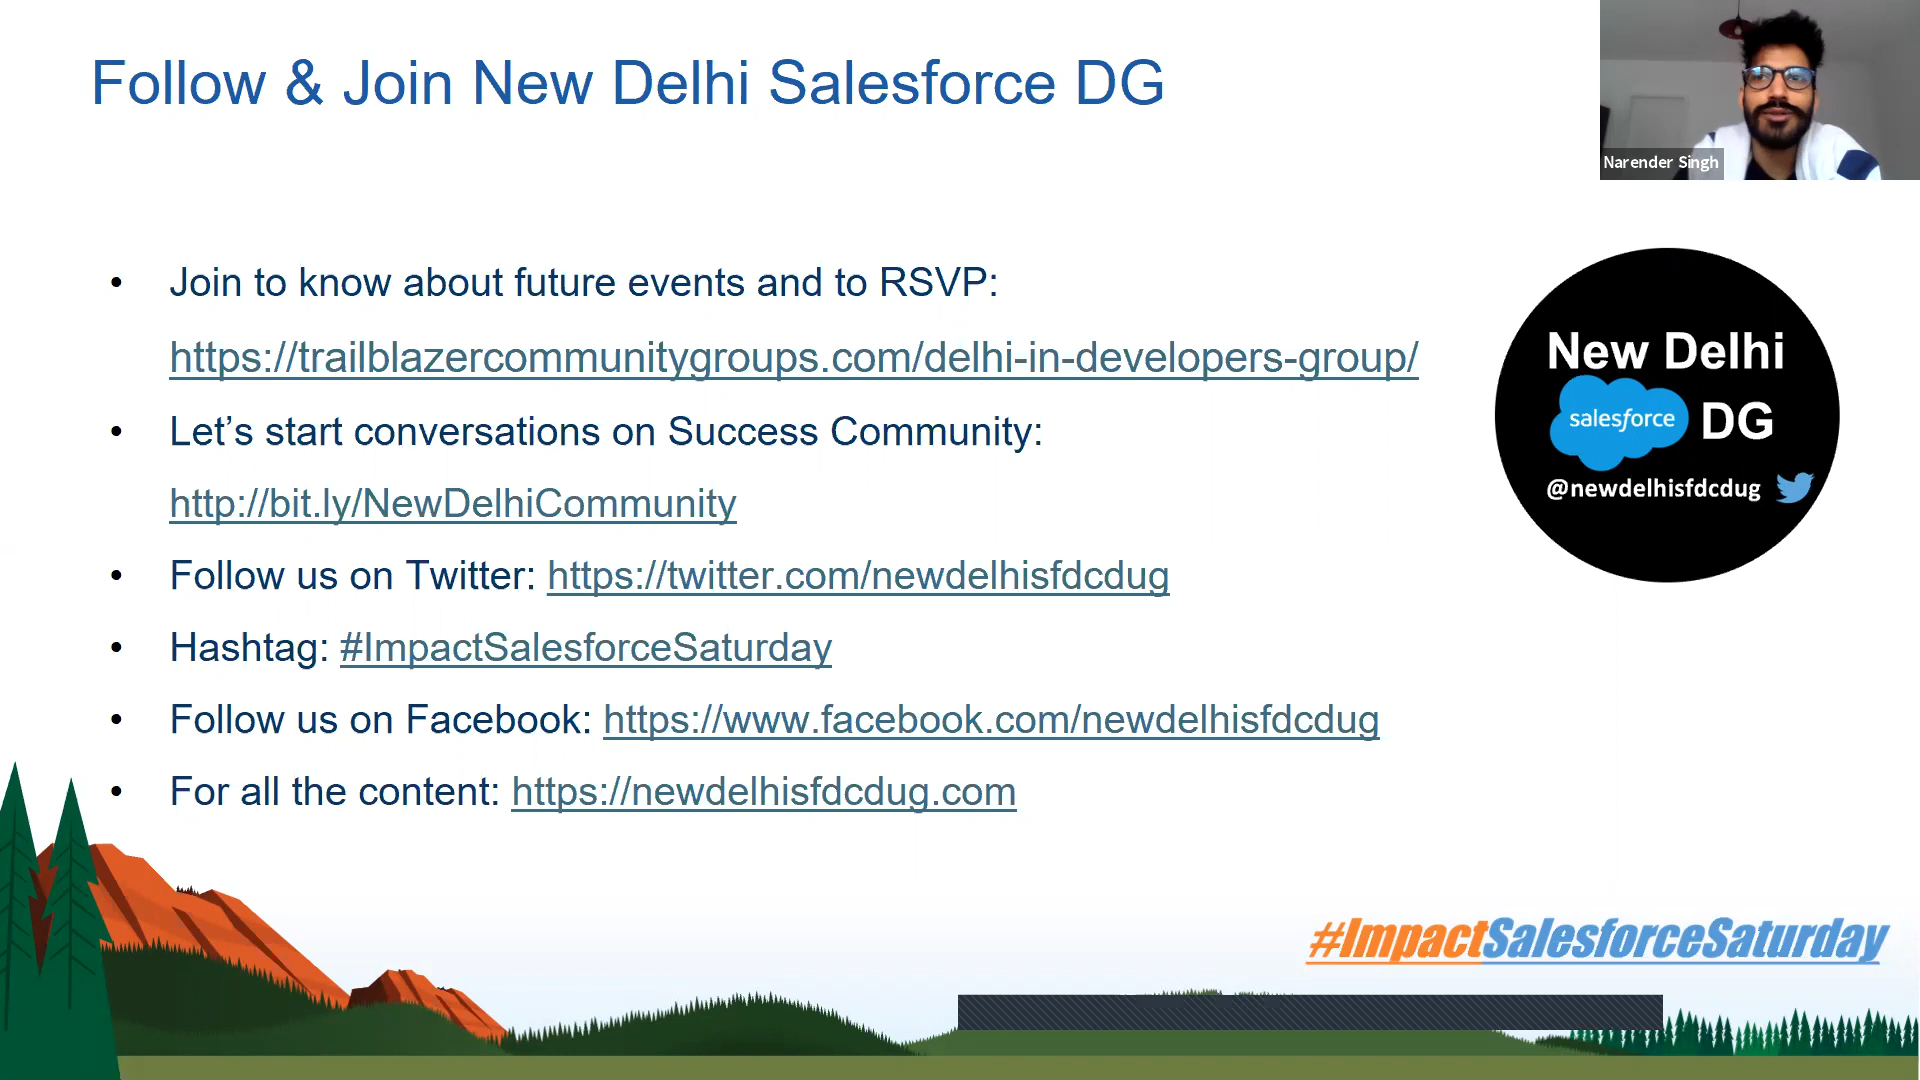 Follow & Join New Delhi Salesforce DG
Narender Singh
• Join to know about future events and to RSVP:
https://trailblazercommunitygroups.com/delhi-in-developers-group/
• Let’s start conversations on Success Community:
http://bit.ly/NewDelhiCommunity
• Follow us on Twitter: https://twitter.com/newdelhisfdcdug
• Hashtag: #ImpactSalesforceSaturday
• Follow us on Facebook: https://www.facebook.com/newdelhisfdcdug
• For all the content: https://newdelhisfdcdug.com
New Delhi
salesforce DG
@newdelhisfdcdug
#ImpactSalesforceSaturday